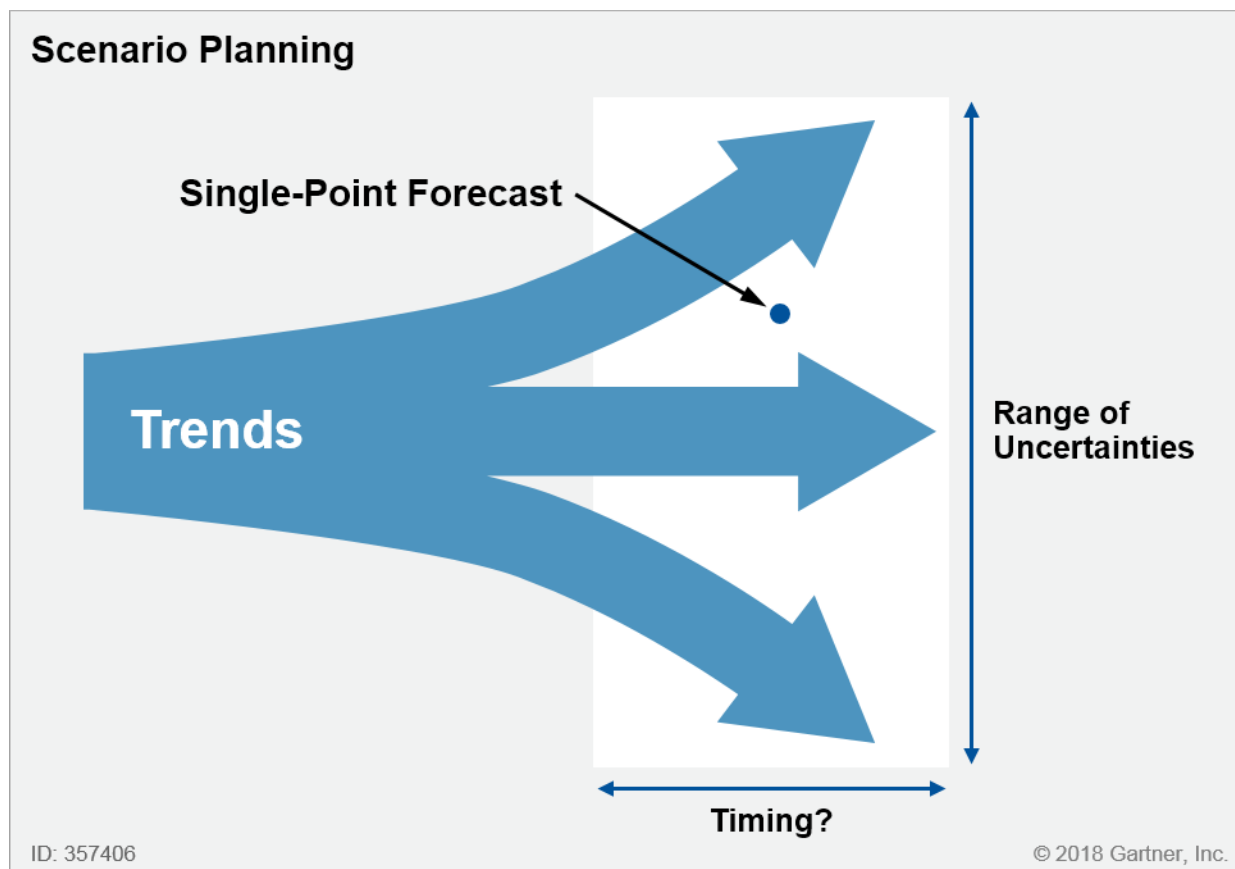 Scenario Planning
Single-Point Forecast
Trends
Range of
Uncertainties
Timing?
ID: 357406
© 2018 Gartner, Inc.